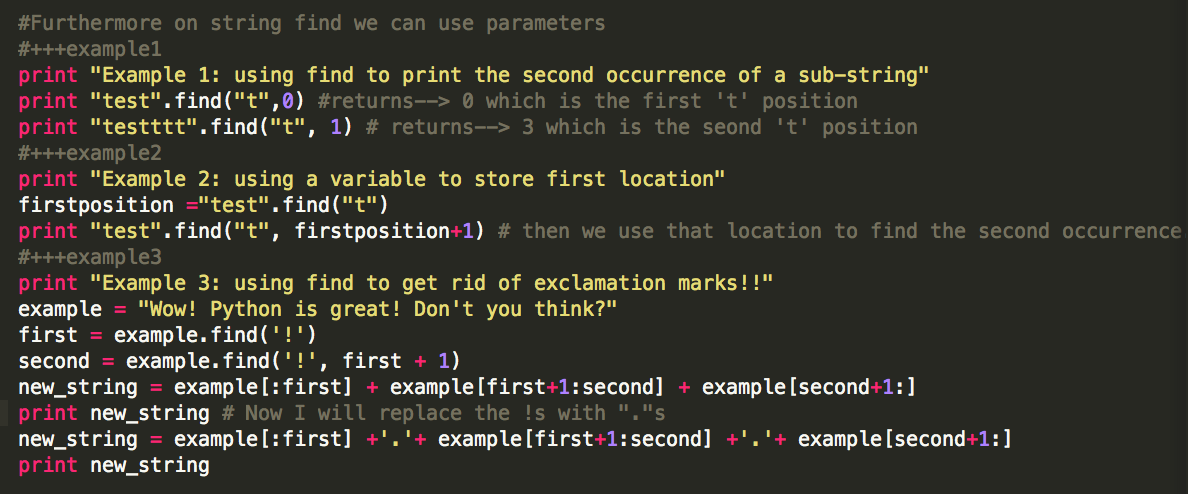 #Furthermore on string find we can use parameters
#+++example1
print "Example 1: using find to print the second occurrence of a sub-string"
print "test".find("t",0) #returns--> 0 which is the first 't' position
print "testttt".find("t", 1) # returns--> 3 which is the seond 't' position
#+++example2
print "Example 2: using a variable to store first location"
firstposition ="test".find("t")
print "test".find("t", firstposition+1) # then we use that location to find the second occurrence
#+++example3
print "Example 3: using find to get rid of exclamation marks!!"
example = "Wow! Python is great! Don't you think?"
first = example.find('!')
second = example.find('!', first + 1)
new_string = example[:first] + example[first+1:second] + example[second+1:]
print new_string # Now I will replace the !s with "."s
new_string = example[:first] +'.'+ example[first+1:second] +'.'+ example[second+1:]
print new_string